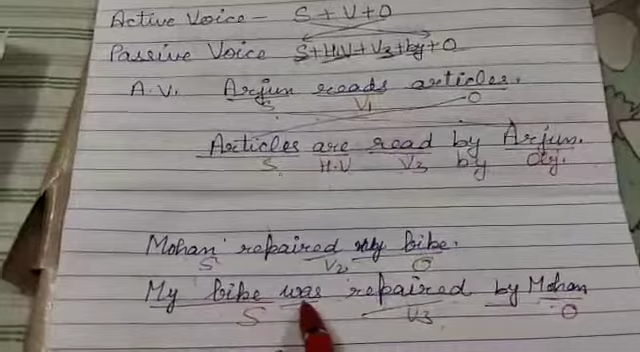 Active Voice – S + V + O
Passive Voice S + H.V + V3 + by + O
A.V. Arjun reads articles.
S V1 O
Articles are read by Arjun.
S H.V V3 by Obj.
Mohan repaired my bike.
S V2 O
My bike was repaired by Mohan
S V3 O